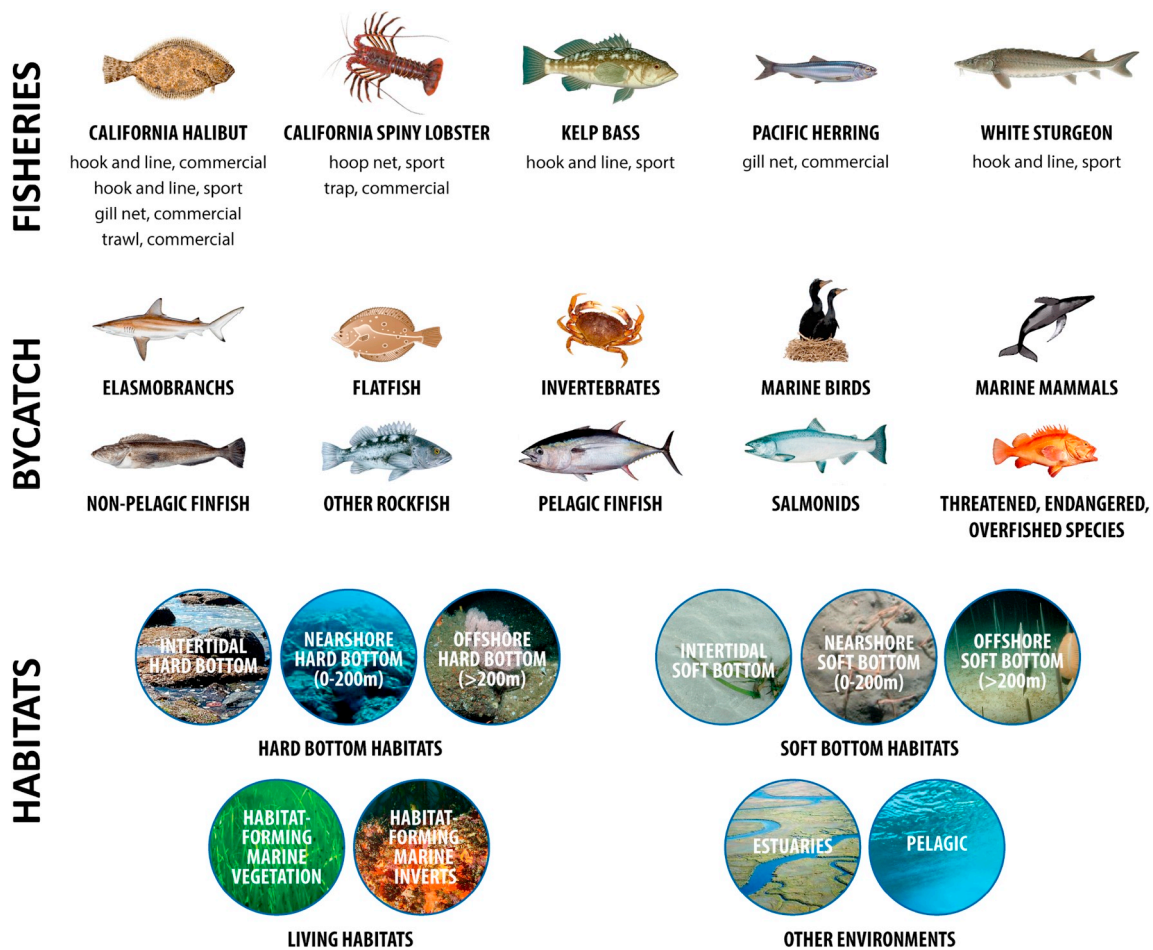 FISHERIES
CALIFORNIA HALIBUT
hook and line, commercial
hook and line, sport
gill net, commercial
trawl, commercial
CALIFORNIA SPINY LOBSTER
hoop net, sport
trap, commercial
KELP BASS
hook and line, sport
PACIFIC HERRING
gill net, commercial
WHITE STURGEON
hook and line, sport
BYCATCH
ELASMOBRANCHS
FLATFISH
INVERTEBRATES
MARINE BIRDS
MARINE MAMMALS
NON-PELAGIC FINFISH
OTHER ROCKFISH
PELAGIC FINFISH
SALMONIDS
THREATENED, ENDANGERED,
OVERFISHED SPECIES
HABITATS
INTERTIDAL
HARD BOTTOM
NEARSHORE
HARD BOTTOM
(0-200m)
OFFSHORE
HARD BOTTOM
(>200m)
HARD BOTTOM HABITATS
INTERTIDAL
SOFT BOTTOM
NEARSHORE
SOFT BOTTOM
(0-200m)
OFFSHORE
SOFT BOTTOM
(>200m)
SOFT BOTTOM HABITATS
HABITAT-
FORMING
MARINE
VEGETATION
HABITAT-
FORMING
MARINE
INVERTS
LIVING HABITATS
ESTUARIES
PELAGIC
OTHER ENVIRONMENTS